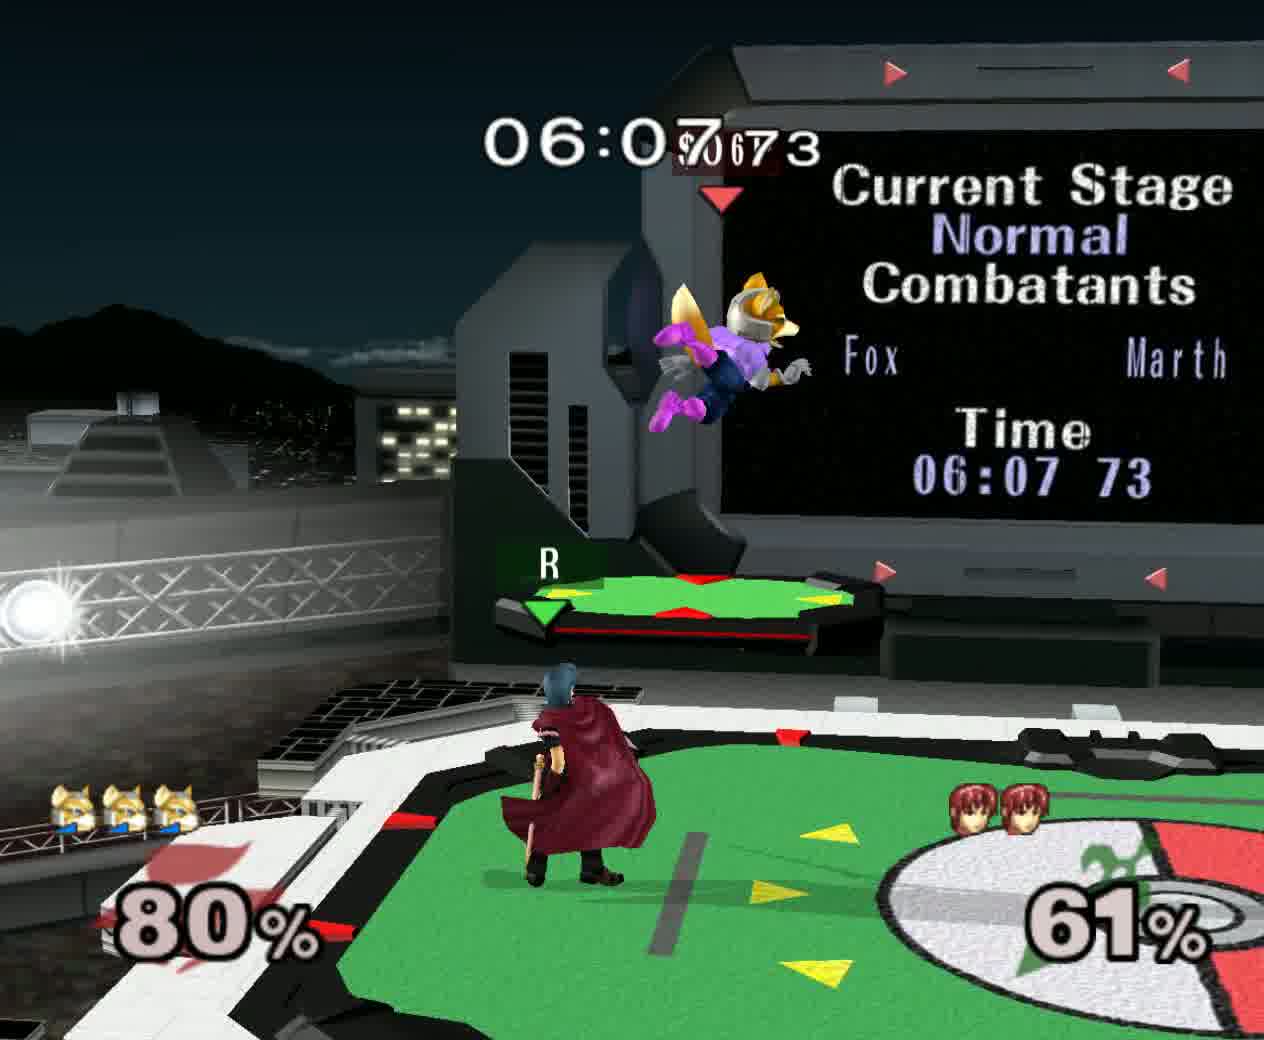 06:07 73
Current Stage
Normal
Combatants
Fox Marth
Time
06:07 73
R
80%
61%